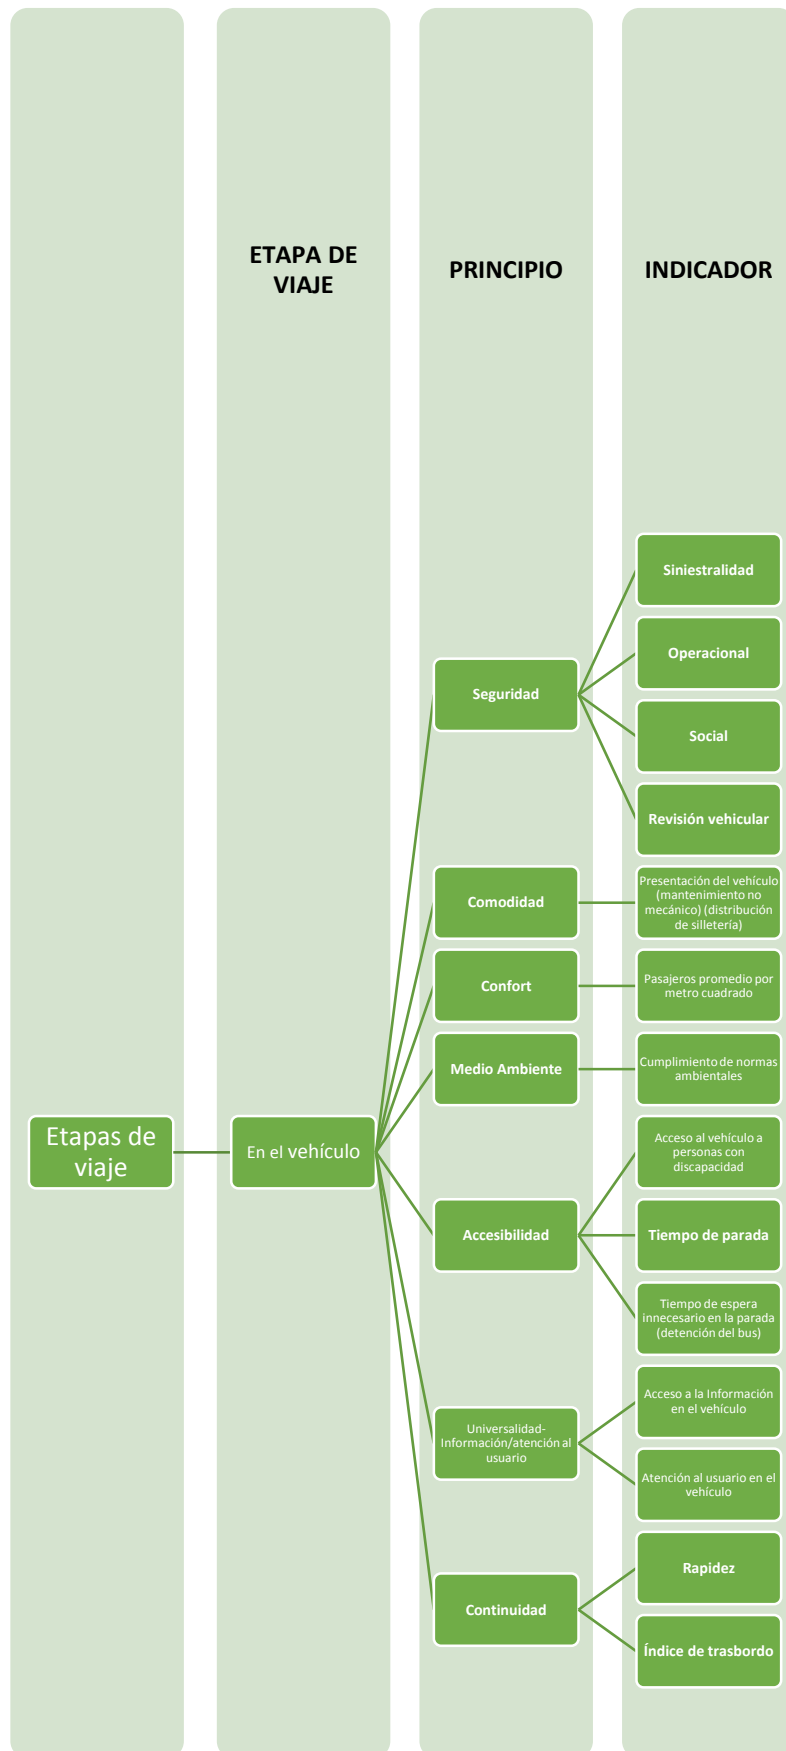 ETAPA DE
VIAJE
PRINCIPIO
INDICADOR
Etapas de
viaje
En el vehículo
Seguridad
Siniestralidad
Operacional
Social
Revisión vehicular
Comodidad
Presentación del vehículo
(mantenimiento no
mecánico) (distribución
de silletería)
Confort
Pasajeros promedio por
metro cuadrado
Medio Ambiente
Cumplimiento de normas
ambientales
Accesibilidad
Acceso al vehículo a
personas con
discapacidad
Tiempo de parada
Tiempo de espera
innecesario en la parada
(detención del bus)
Universalidad-
Información/atención al
usuario
Acceso a la Información
en el vehículo
Atención al usuario en el
vehículo
Continuidad
Rapidez
Índice de trasbordo